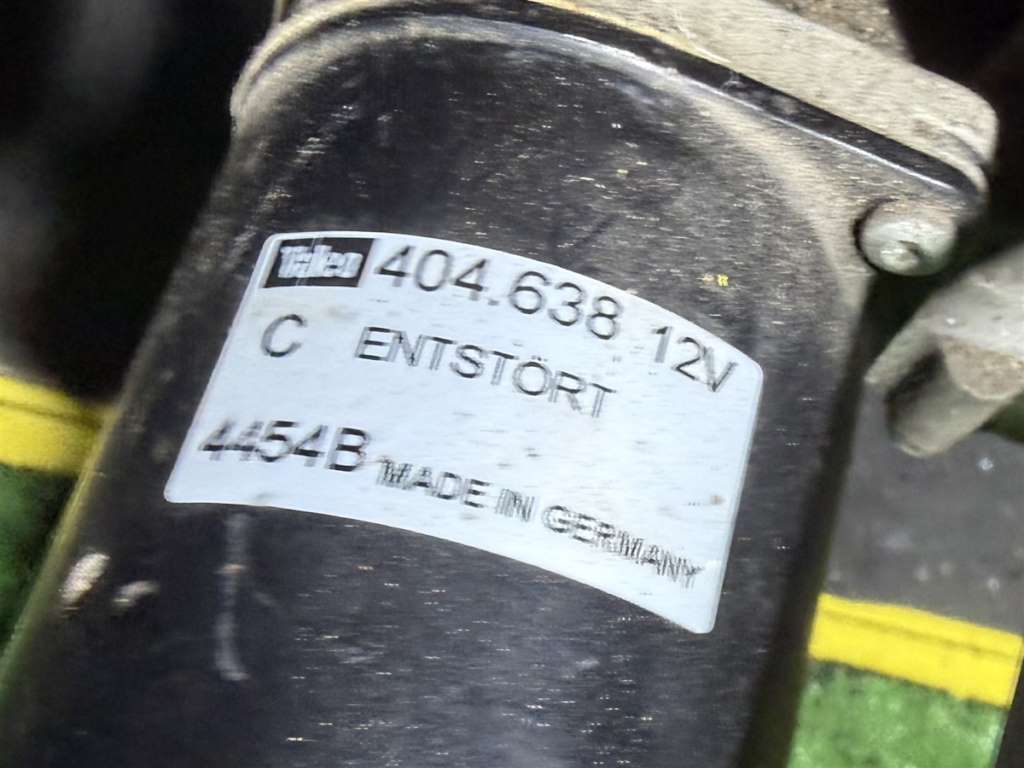 Valeo 404.638 12V
C ENTSTÖRT
4454B MADE IN GERMANY